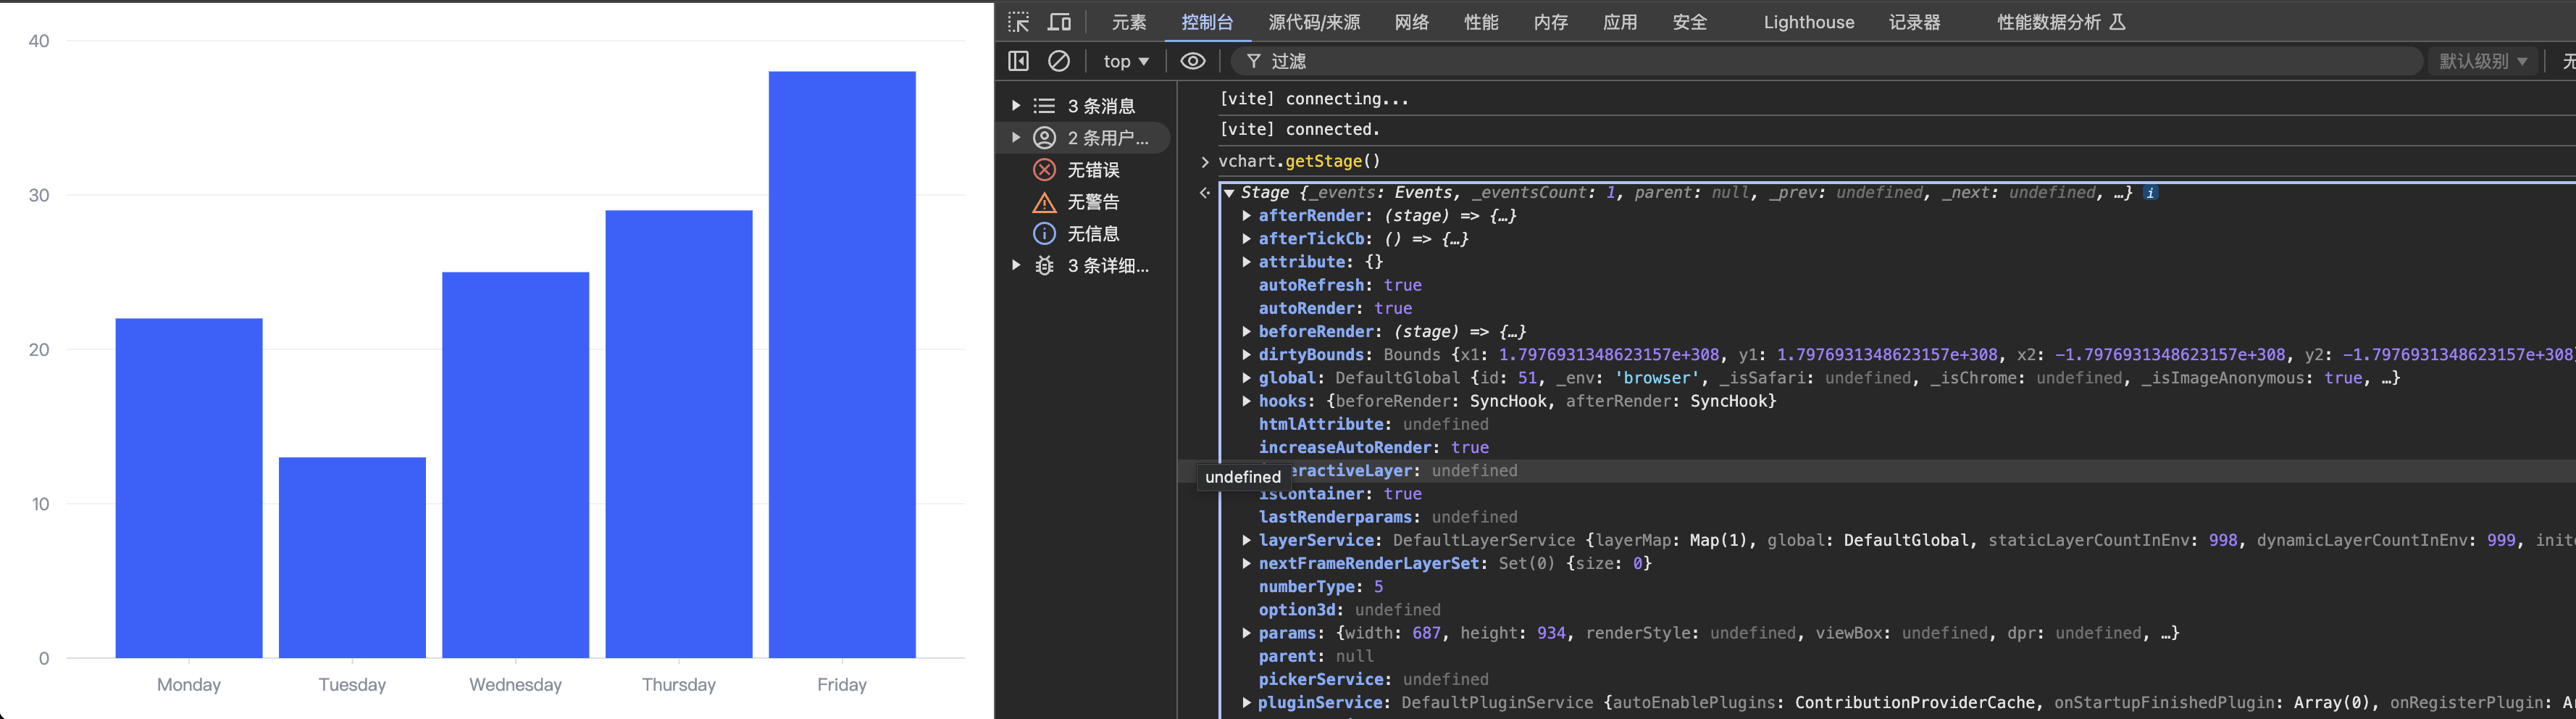 40
30
20
10
0
Monday Tuesday Wednesday Thursday Friday
元素 控制台 源代码/来源 网络 性能 内存 应用 安全 Lighthouse 记录器 性能数据分析
top 过滤 默认级别 无
3 条消息
2 条用户...
无错误
无警告
无信息
3 条详细...
[vite] connecting...
[vite] connected.
vchart.getStage()
Stage {_events: Events, _eventsCount: 1, parent: null, _prev: undefined, _next: undefined, …}
afterRender: (stage) => {…}
afterTickCb: () => {…}
attribute: {}
autoRefresh: true
autoRender: true
beforeRender: (stage) => {…}
dirtyBounds: Bounds {x1: 1.7976931348623157e+308, y1: 1.7976931348623157e+308, x2: -1.7976931348623157e+308, y2: -1.7976931348623157e+308
global: DefaultGlobal {id: 51, _env: 'browser', _isSafari: undefined, _isChrome: undefined, _isImageAnonymous: true, …}
hooks: {beforeRender: SyncHook, afterRender: SyncHook}
htmlAttribute: undefined
increaseAutoRender: true
eractiveLayer: undefined
undefined
isContainer: true
lastRenderparams: undefined
layerService: DefaultLayerService {layerMap: Map(1), global: DefaultGlobal, staticLayerCountInEnv: 998, dynamicLayerCountInEnv: 999, inite
nextFrameRenderLayerSet: Set(0) {size: 0}
numberType: 5
option3d: undefined
params: {width: 687, height: 934, renderStyle: undefined, viewBox: undefined, dpr: undefined, …}
parent: null
pickerService: undefined
pluginService: DefaultPluginService {autoEnablePlugins: ContributionProviderCache, onStartupFinishedPlugin: Array(0), onRegisterPlugin: A